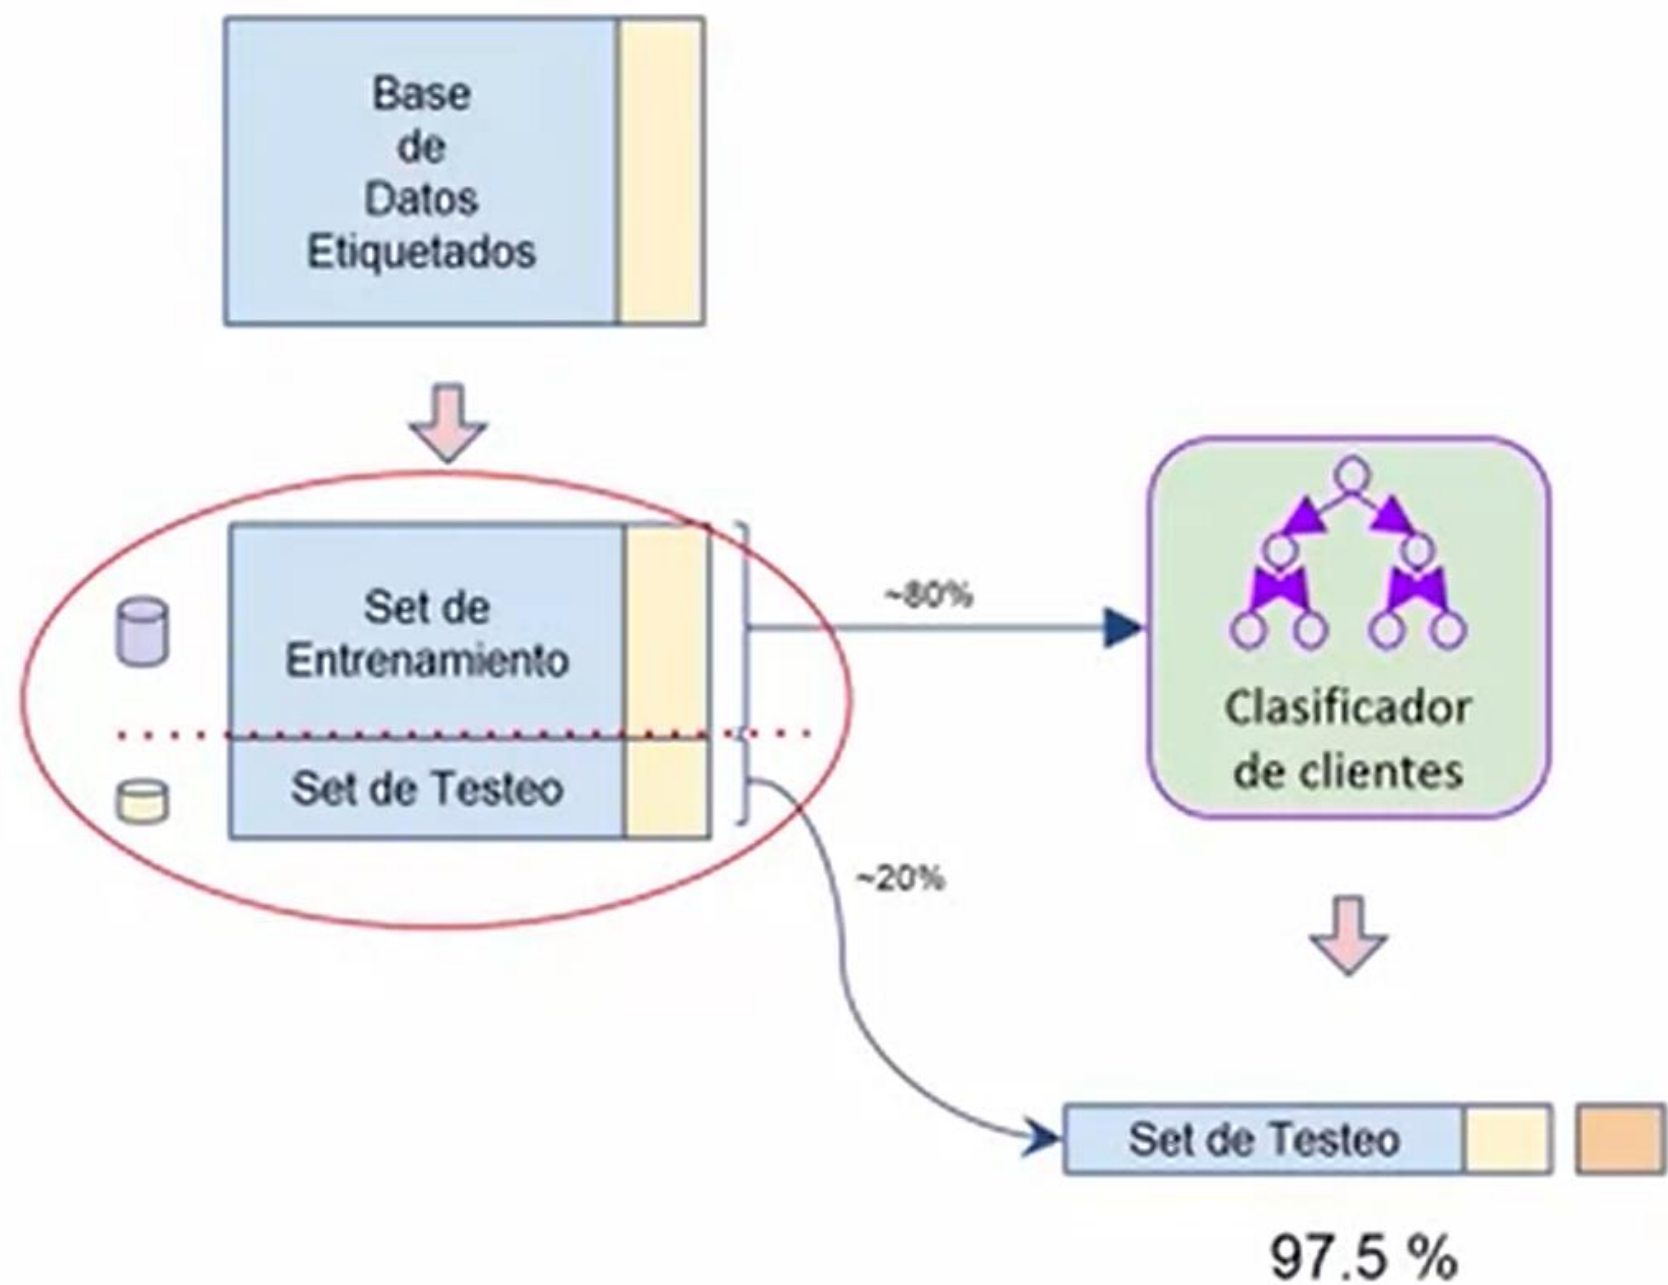 Base
de
Datos
Etiquetados
Set de
Entrenamiento
Set de Testeo
~80%
~20%
Clasificador
de clientes
Set de Testeo
97.5 %